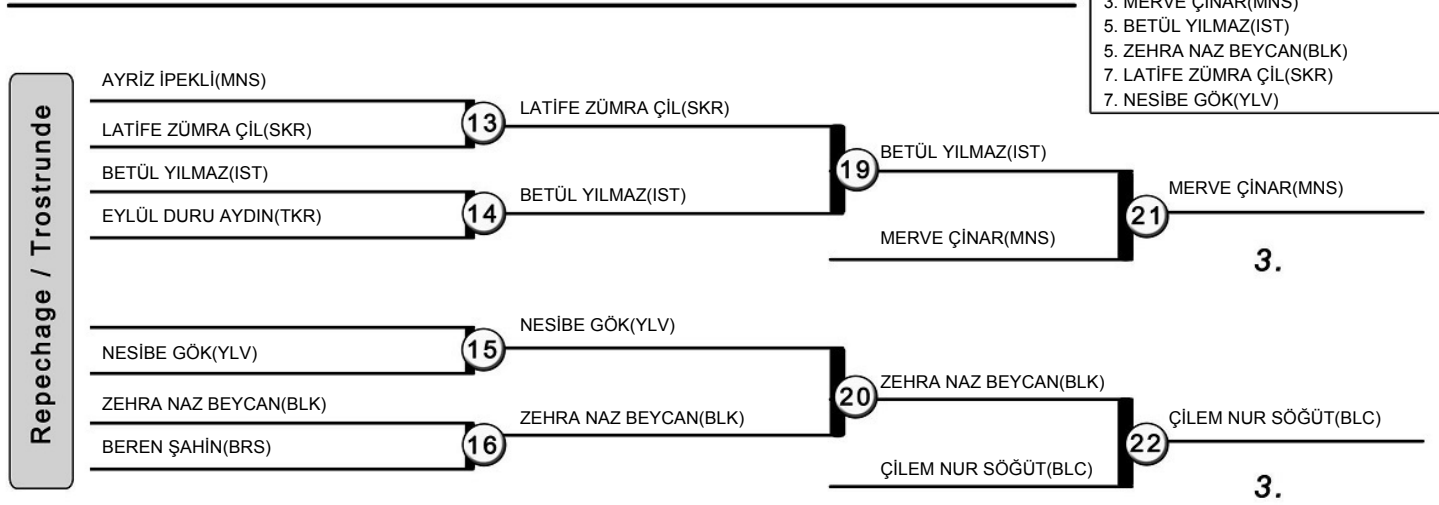 3. MERVE ÇİNAR(MNS)
5. BETÜL YILMAZ(IST)
5. ZEHRA NAZ BEYCAN(BLK)
7. LATİFE ZÜMRA ÇİL(SKR)
7. NESİBE GÖK(YLV)
Repechage / Trostrunde
AYRİZ İPEKLİ(MNS)
LATİFE ZÜMRA ÇİL(SKR)
13
LATİFE ZÜMRA ÇİL(SKR)
BETÜL YILMAZ(IST)
EYLÜL DURU AYDIN(TKR)
14
BETÜL YILMAZ(IST)
19
BETÜL YILMAZ(IST)
MERVE ÇİNAR(MNS)
21
MERVE ÇİNAR(MNS)
3.
NESİBE GÖK(YLV)
15
NESİBE GÖK(YLV)
ZEHRA NAZ BEYCAN(BLK)
BEREN ŞAHİN(BRS)
16
ZEHRA NAZ BEYCAN(BLK)
20
ZEHRA NAZ BEYCAN(BLK)
ÇİLEM NUR SÖĞÜT(BLC)
22
ÇİLEM NUR SÖĞÜT(BLC)
3.